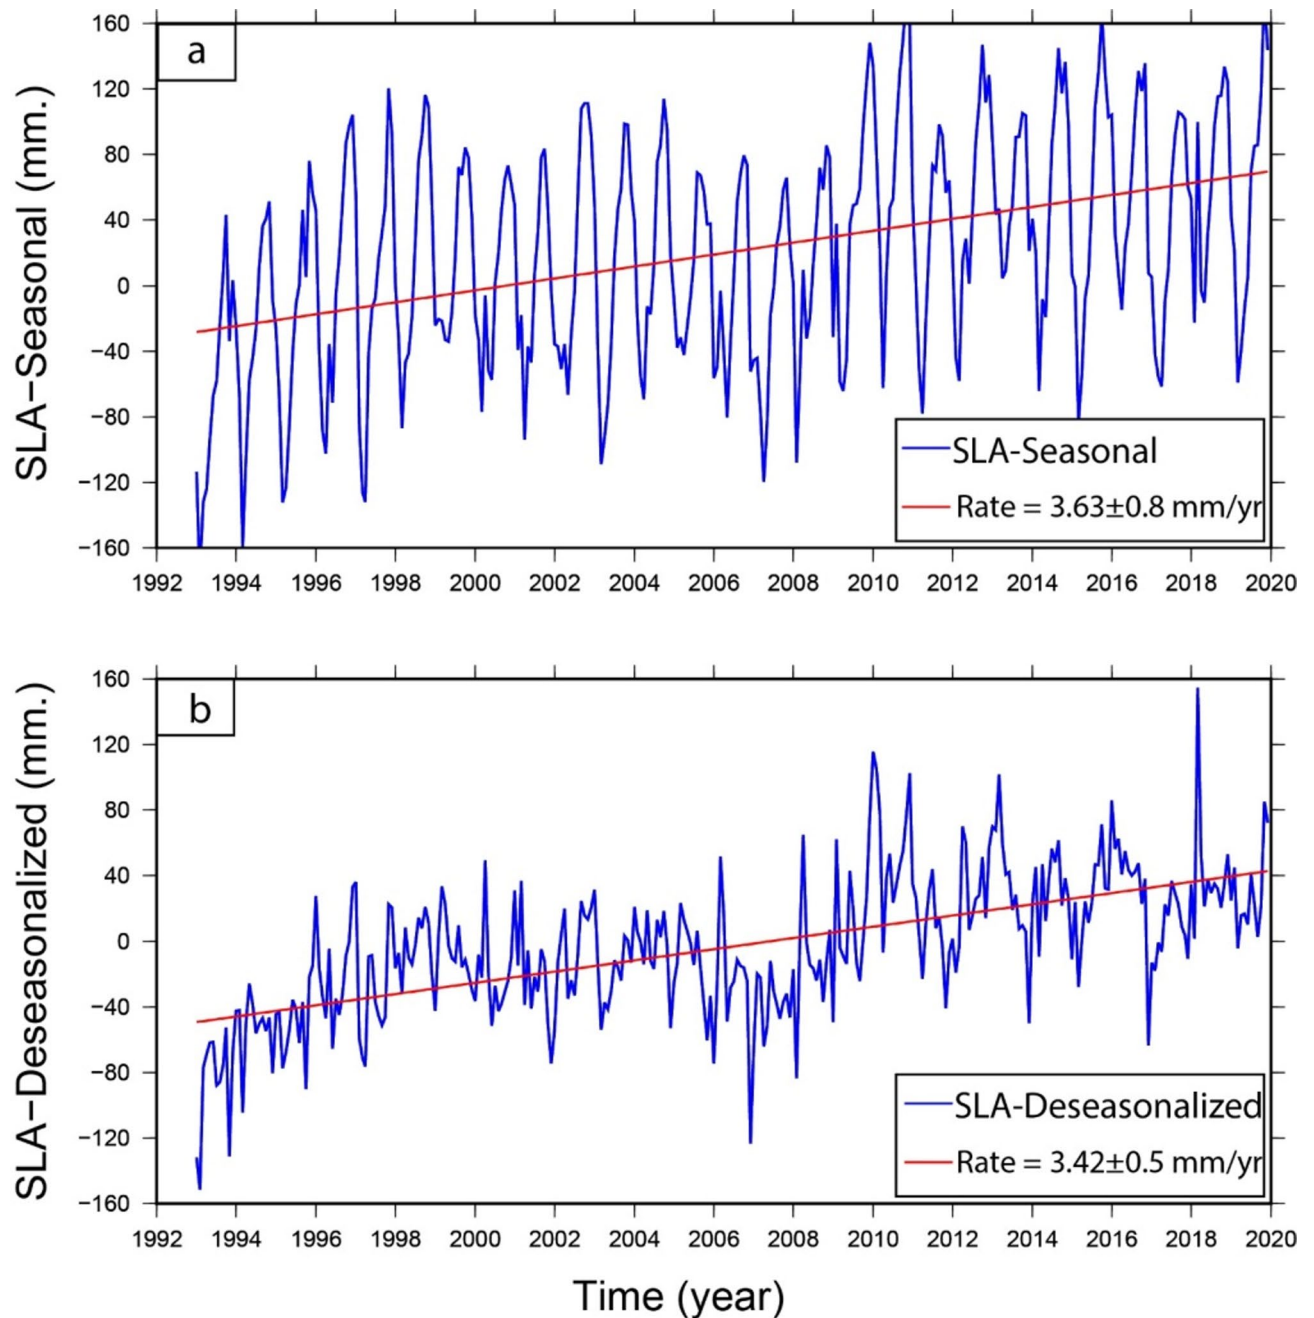 a
SLA−Seasonal (mm.)
160
120
80
40
0
−40
−80
−120
−160
SLA-Seasonal
Rate = 3.63±0.8 mm/yr
1992 1994 1996 1998 2000 2002 2004 2006 2008 2010 2012 2014 2016 2018 2020
b
SLA−Deseasonalized (mm.)
160
120
80
40
0
−40
−80
−120
−160
SLA-Deseasonalized
Rate = 3.42±0.5 mm/yr
1992 1994 1996 1998 2000 2002 2004 2006 2008 2010 2012 2014 2016 2018 2020
Time (year)